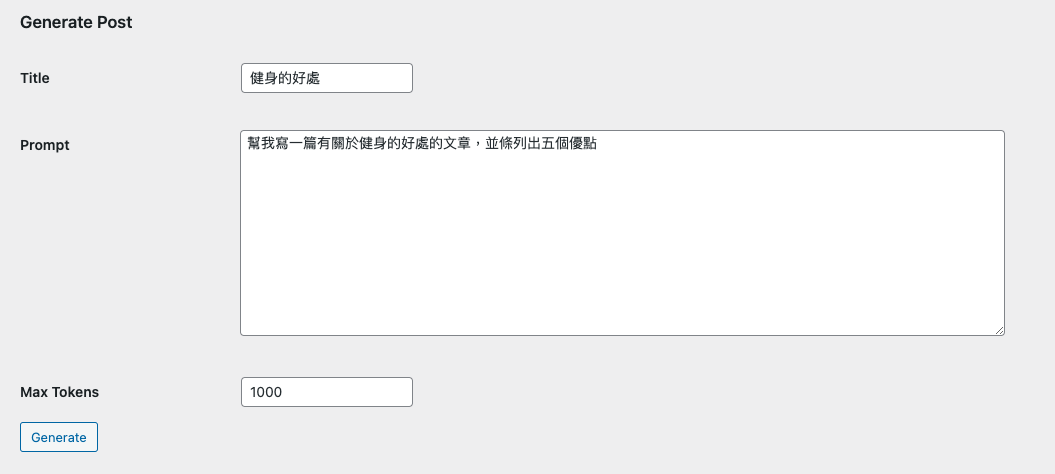 Generate Post
Title
健身的好處
Prompt
幫我寫一篇有關於健身的好處的文章，並條列出五個優點
Max Tokens
1000
Generate